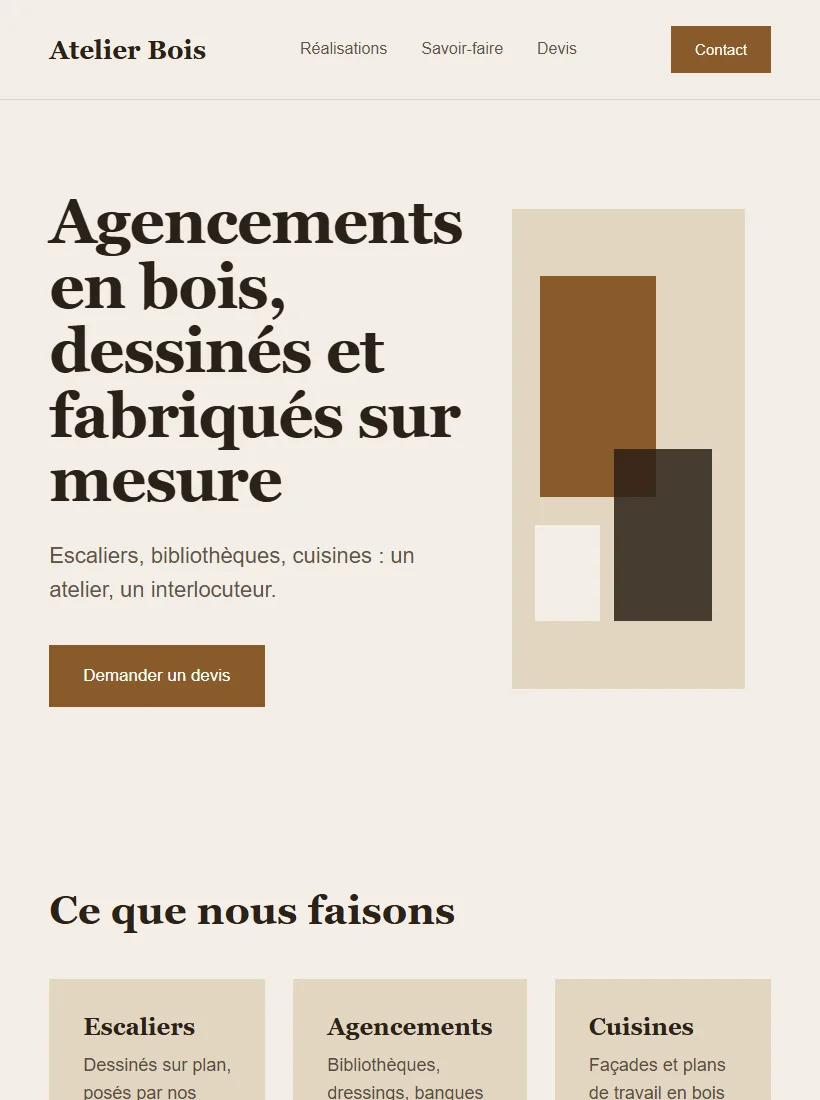 Atelier Bois
Réalisations
Savoir-faire
Devis
Contact
Agencements
en bois,
dessinés et
fabriqués sur
mesure
Escaliers, bibliothèques, cuisines : un
atelier, un interlocuteur.
Demander un devis
Ce que nous faisons
Escaliers
Dessinés sur plan,
posés par nos
Agencements
Bibliothèques,
dressings, banques
Cuisines
Façades et plans
de travail en bois